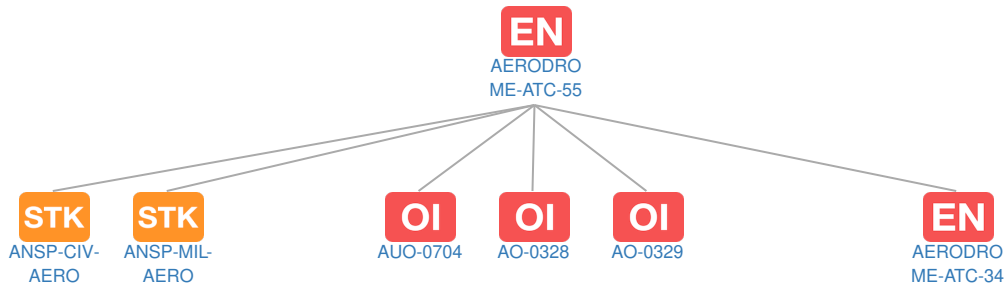 EN
AERODRO
ME-ATC-55
STK
ANSP-CIV-
AERO
STK
ANSP-MIL-
AERO
OI
AUO-0704
OI
AO-0328
OI
AO-0329
EN
AERODRO
ME-ATC-34